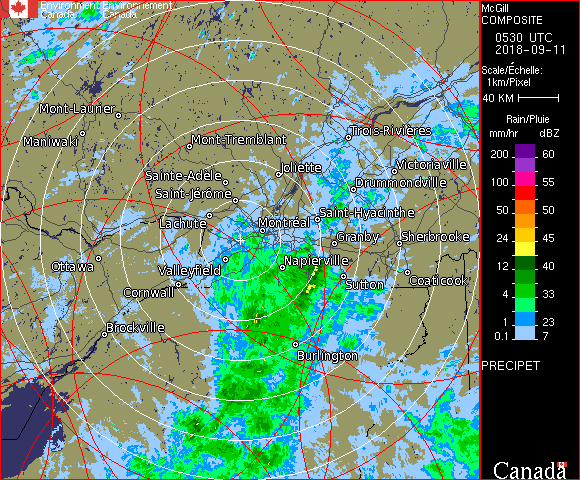 Environment Environnement
Canada Canada
McGill
COMPOSITE
0530 UTC
2018-09-11
Scale/Échelle:
1km/Pixel
40 KM
Rain/Pluie
mm/hr dBZ
200 60
55
100 55
50 50
24 45
12 40
8 35
4 33
1 23
0.1 7
PRECIPET
Canada
Mont-Laurier
Maniwaki
Mont-Tremblant
Trois-Rivières
Joliette
Victoriaville
Sainte-Adèle
Drummondville
Saint-Jérôme
Saint-Hyacinthe
Lachute
Montréal
Granby
Sherbrooke
Ottawa
Valleyfield
Napierville
Cornwall
Sutton
Coaticook
Brockville
Burlington